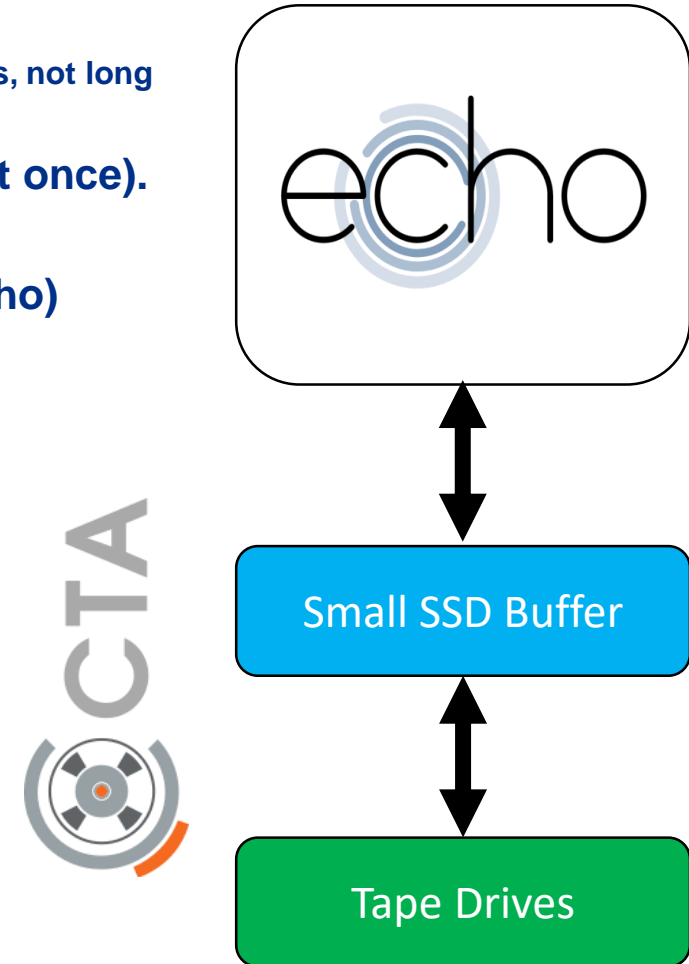 s, not long
t once).
ho)
echo
CTA
Small SSD Buffer
Tape Drives